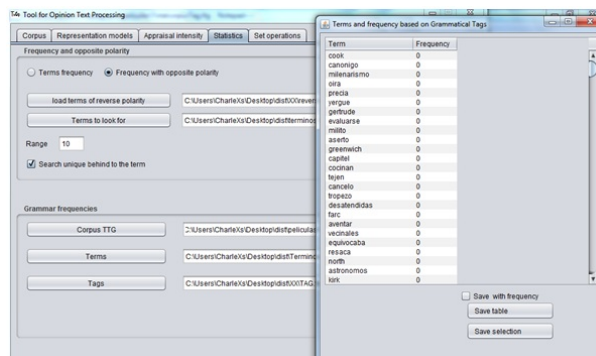 Tool for Opinion Text Processing
Corpus
Representation models
Appraisal intensity
Statistics
Set operations
Frequency and opposite polarity
Terms frequency
Frequency with opposite polarity
load terms of reverse polarity
C:\Users\CharleXs\Desktop\dist\XX\rever
Terms to look for
C:\Users\CharleXs\Desktop\dist\termino
Range
10
Search unique behind to the term
Grammar frequencies
Corpus TTG
C:\Users\CharleXs\Desktop\dist\peliculas
Terms
C:\Users\CharleXs\Desktop\dist\Termino
Tags
C:\Users\CharleXs\Desktop\dist\XX\TAG
Terms and frequency based on Grammatical Tags
Term Frequency
cook 0
canonigo 0
milenarismo 0
oira 0
precia 0
yergue 0
gertrude 0
evaluarse 0
milito 0
aserto 0
greenwich 0
capitel 0
cocinan 0
tejen 0
cancelo 0
tropezo 0
desatendidas 0
farc 0
aventar 0
vecinales 0
equivocaba 0
resaca 0
north 0
astronomos 0
kirk 0
Save with frequency
Save table
Save selection